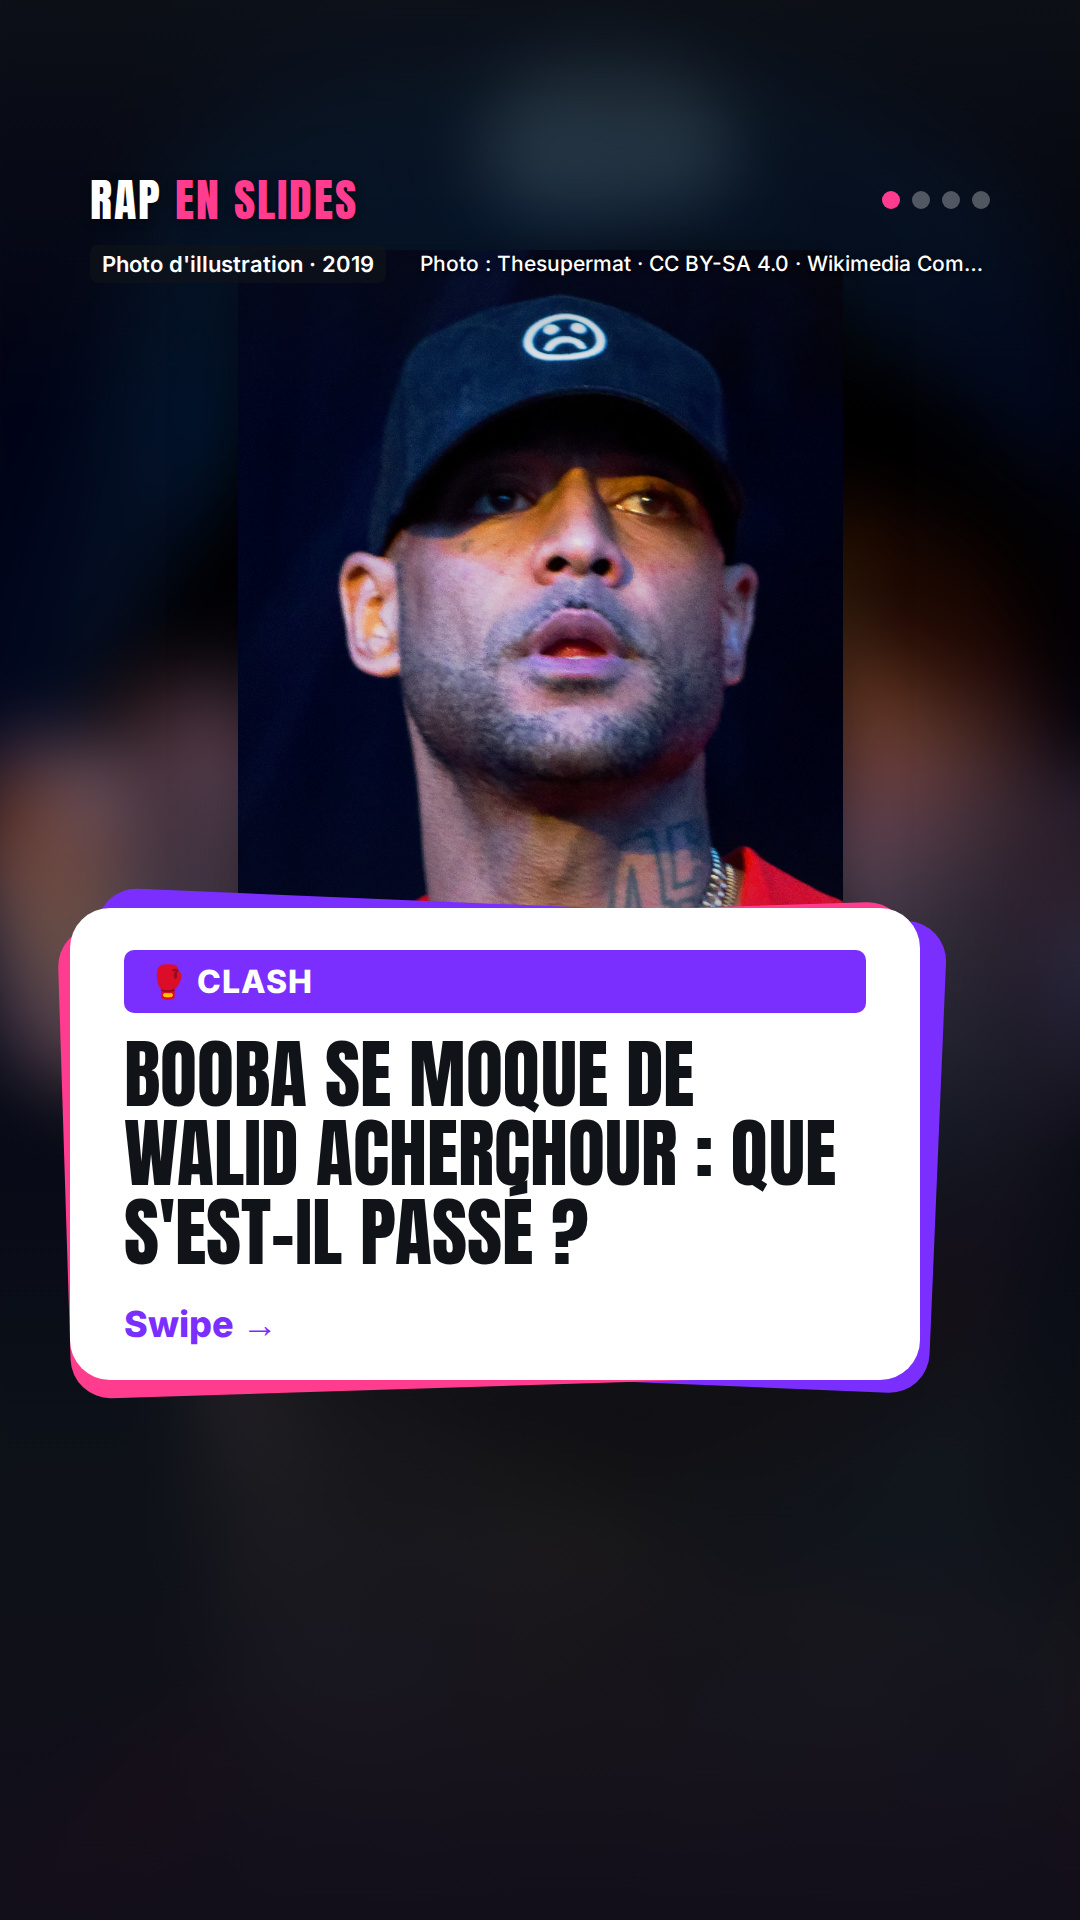 RAP EN SLIDES
Photo d'illustration · 2019
Photo : Thesupermat · CC BY-SA 4.0 · Wikimedia Com...
🥊 CLASH
BOOBA SE MOQUE DE
WALID ACHERCHOUR : QUE
S'EST-IL PASSÉ ?
Swipe →